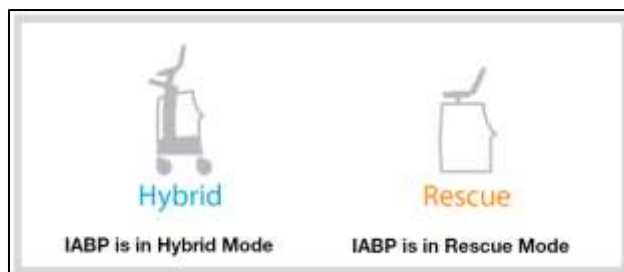 Hybrid
Rescue
IABP is in Hybrid Mode
IABP is in Rescue Mode